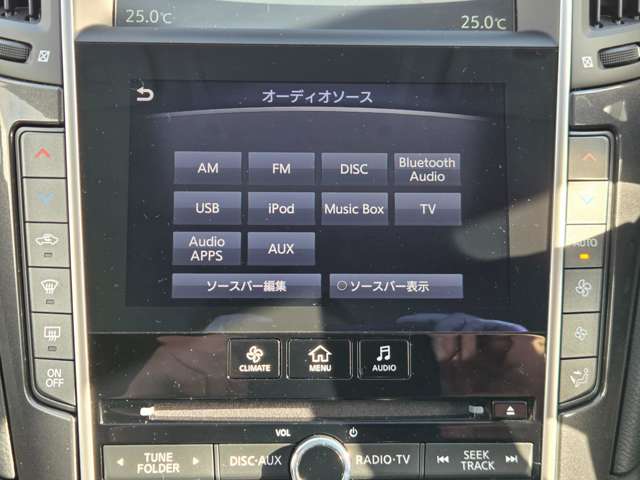 25.0°C
25.0°C
オーディオソース
AM
FM
DISC
Bluetooth
Audio
USB
iPod
Music Box
TV
Audio
APPS
AUX
ソースバー編集
ソースバー表示
AUTO
ON
OFF
CLIMATE
MENU
AUDIO
VOL
TUNE
FOLDER
DISC·AUX
RADIO·TV
SEEK
TRACK